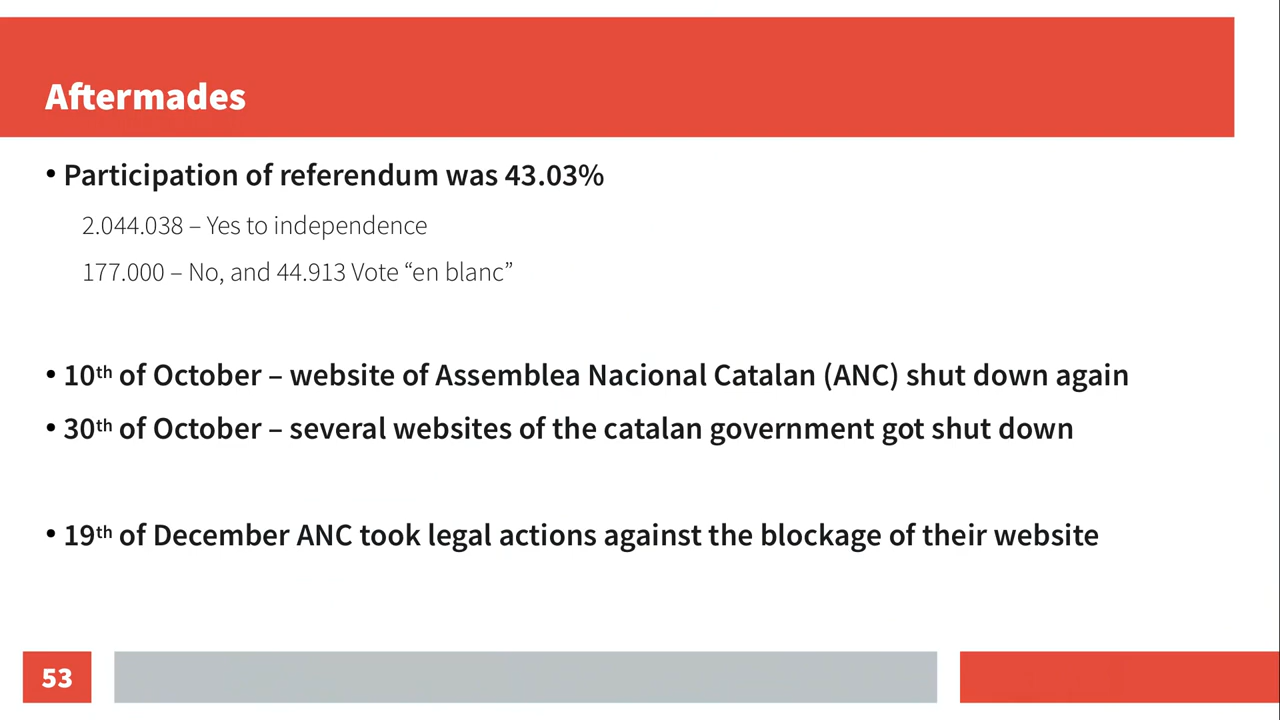 Aftermades
• Participation of referendum was 43.03%
2.044.038 – Yes to independence
177.000 – No, and 44.913 Vote “en blanc”
• 10th of October – website of Assemblea Nacional Catalan (ANC) shut down again
• 30th of October – several websites of the catalan government got shut down
• 19th of December ANC took legal actions against the blockage of their website
53